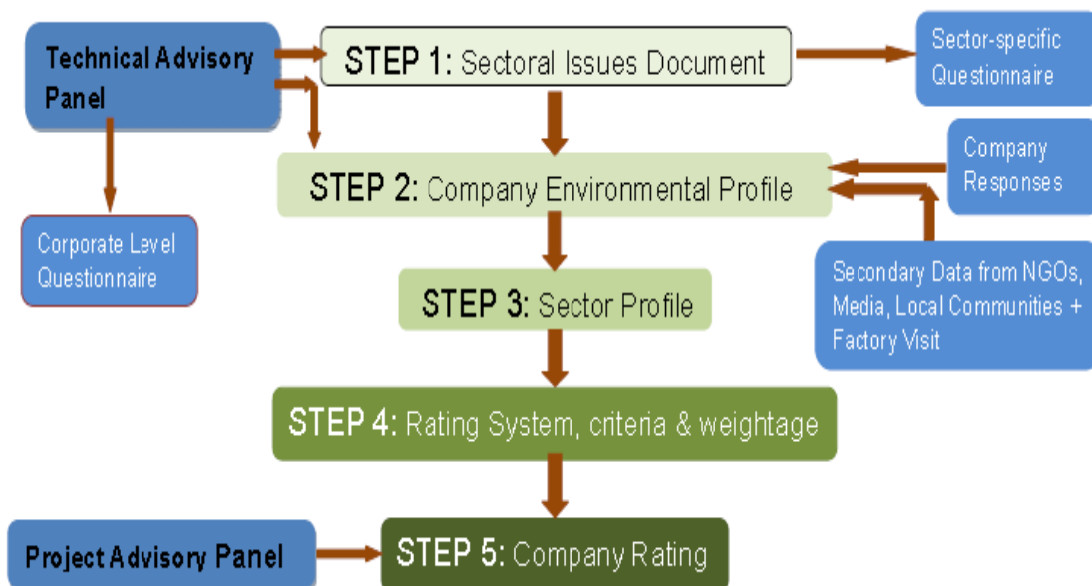 Technical Advisory
Panel
STEP 1: Sectoral Issues Document
Sector-specific
Questionnaire
STEP 2: Company Environmental Profile
Company
Responses
Corporate Level
Questionnaire
Secondary Data from NGOs,
Media, Local Communities +
Factory Visit
STEP 3: Sector Profile
STEP 4: Rating System, criteria & weightage
Project Advisory Panel
STEP 5: Company Rating